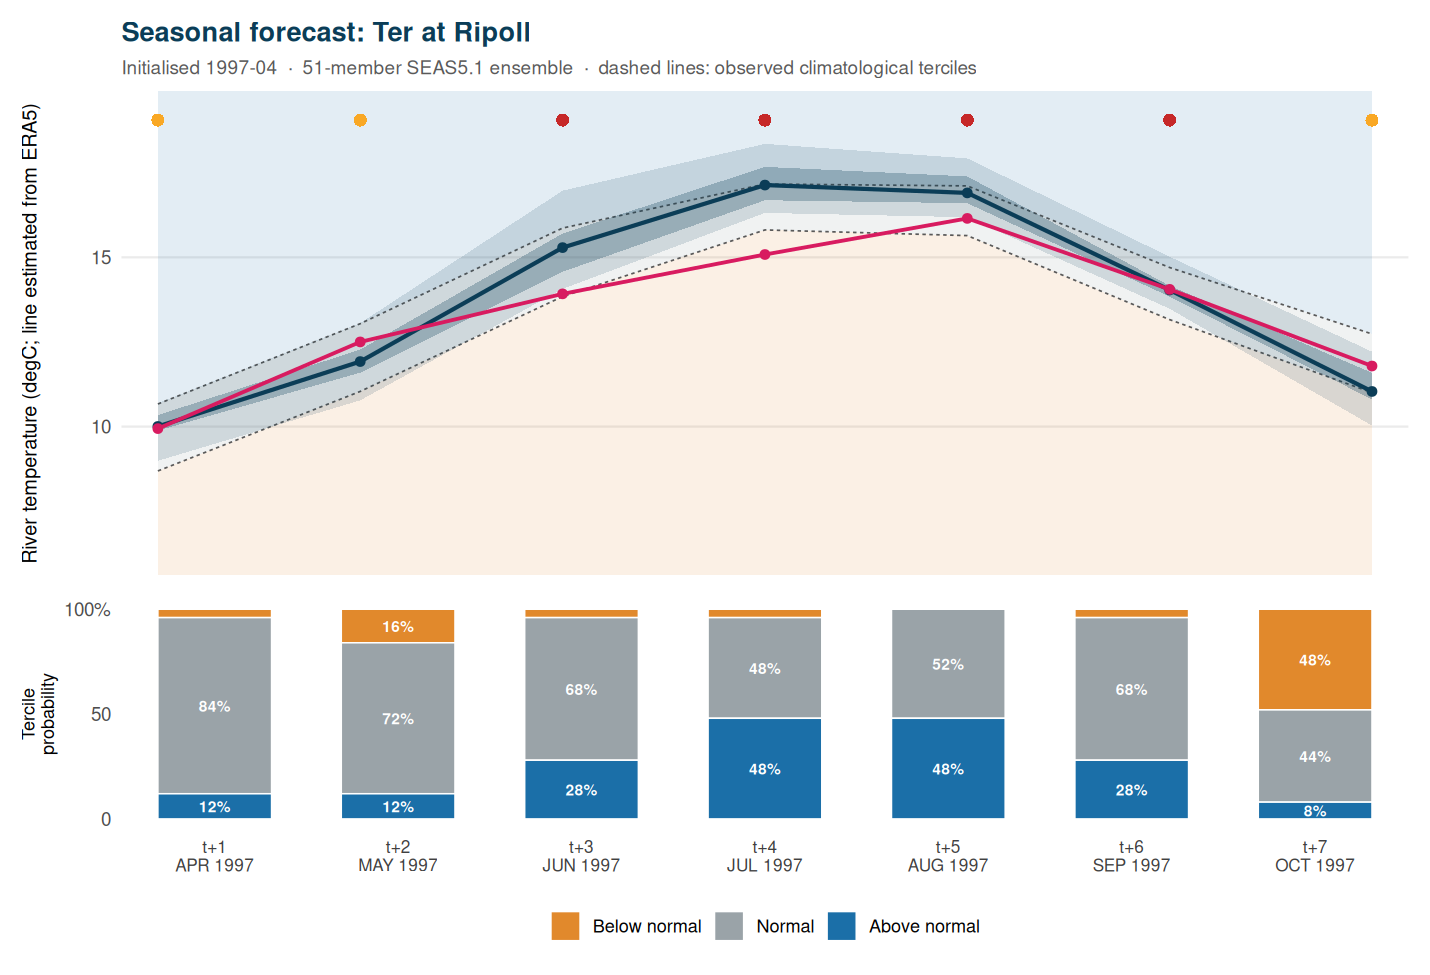 Seasonal forecast: Ter at Ripoll
Initialised 1997-04 · 51-member SEAS5.1 ensemble · dashed lines: observed climatological terciles
River temperature (degC; line estimated from ERA5)
15
10
Tercile
probability
100%
50
0
16%
84%
72%
68%
48%
52%
68%
48%
44%
12%
12%
28%
48%
48%
28%
8%
t+1
APR 1997
t+2
MAY 1997
t+3
JUN 1997
t+4
JUL 1997
t+5
AUG 1997
t+6
SEP 1997
t+7
OCT 1997
Below normal
Normal
Above normal